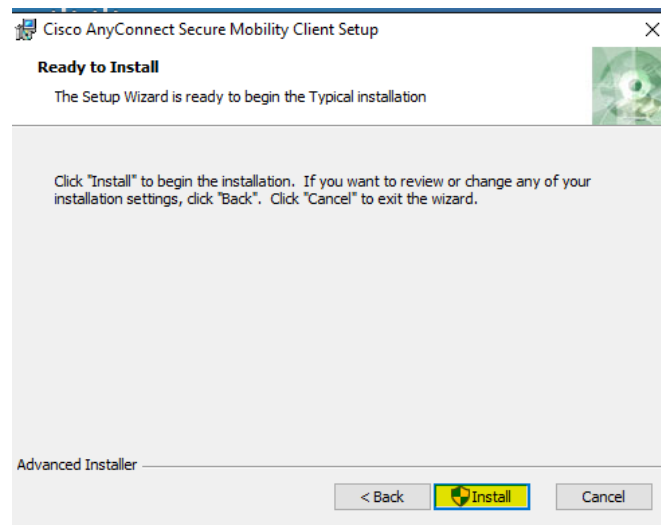 Cisco AnyConnect Secure Mobility Client Setup
Ready to Install
The Setup Wizard is ready to begin the Typical installation
Click "Install" to begin the installation.  If you want to review or change any of your
installation settings, click "Back".  Click "Cancel" to exit the wizard.
Advanced Installer
< Back Install Cancel